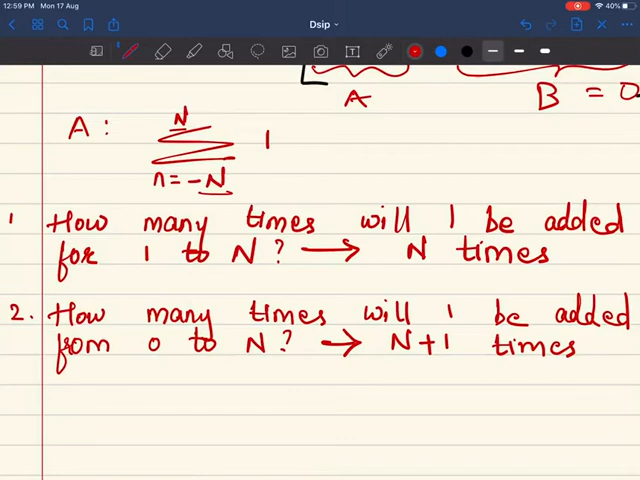 12:59 PM Mon 17 Aug
40%
Dsip
A
B = 0
A :
N
Σ 1
n = -N
1 How many times will 1 be added
for 1 to N? → N times
2. How many times will 1 be added
from 0 to N? → N+1 times